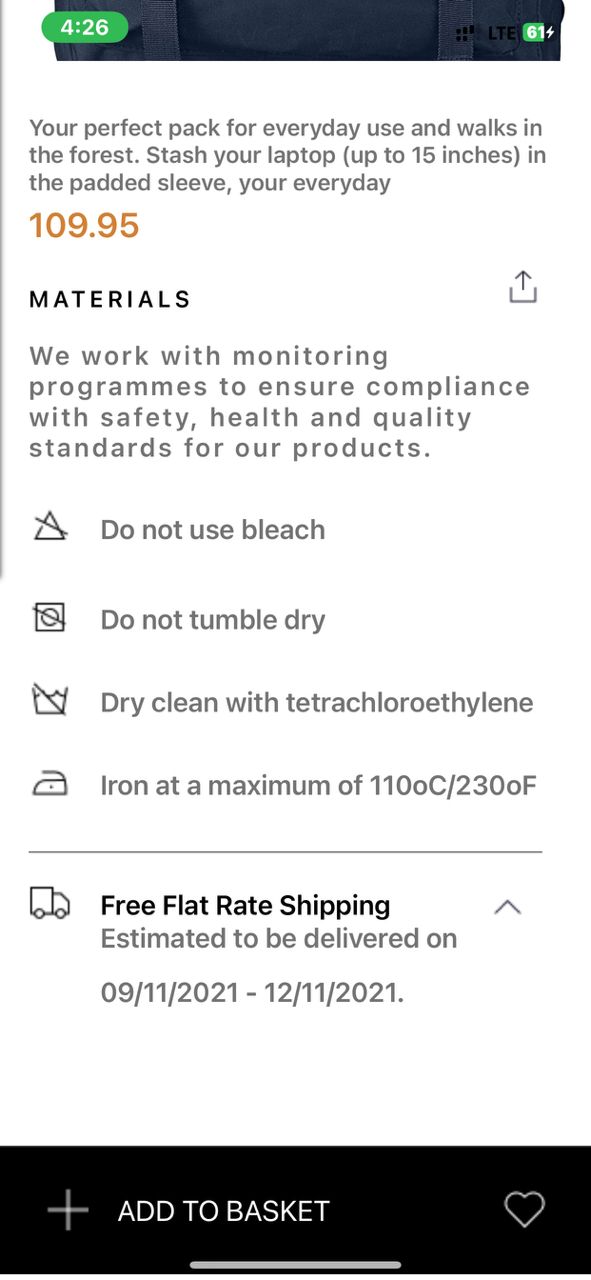 4:26
LTE 61
Your perfect pack for everyday use and walks in
the forest. Stash your laptop (up to 15 inches) in
the padded sleeve, your everyday
109.95
MATERIALS
We work with monitoring
programmes to ensure compliance
with safety, health and quality
standards for our products.
Do not use bleach
Do not tumble dry
Dry clean with tetrachloroethylene
Iron at a maximum of 110oC/230oF
Free Flat Rate Shipping
Estimated to be delivered on
09/11/2021 - 12/11/2021.
ADD TO BASKET